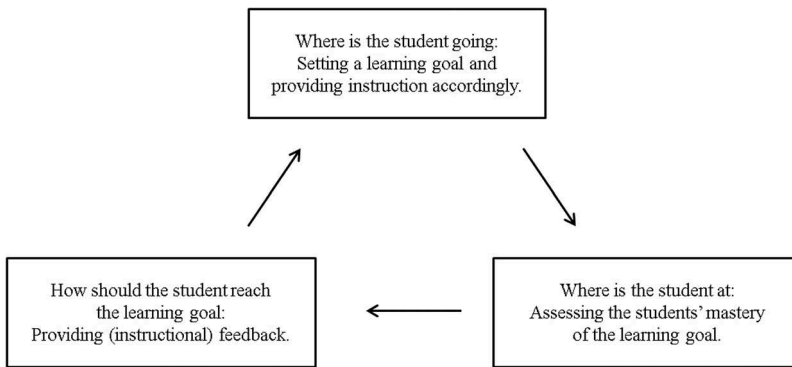 Where is the student going:
Setting a learning goal and
providing instruction accordingly.
How should the student reach
the learning goal:
Providing (instructional) feedback.
Where is the student at:
Assessing the students' mastery
of the learning goal.